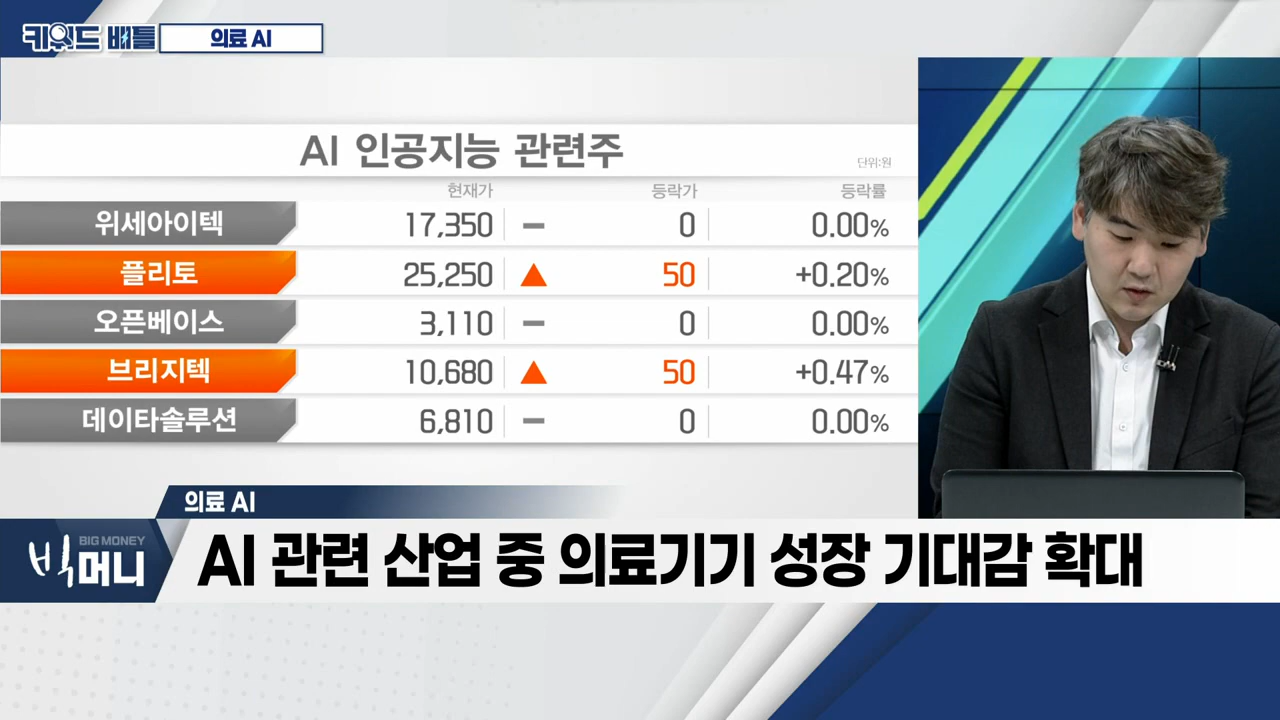 키워드 배틀
의료 AI
AI 인공지능 관련주
단위:원
현재가 등락가 등락률
위세아이텍 17,350 – 0 0.00%
플리토 25,250 ▲ 50 +0.20%
오픈베이스 3,110 – 0 0.00%
브리지텍 10,680 ▲ 50 +0.47%
데이타솔루션 6,810 – 0 0.00%
의료 AI
BIG MONEY
빅머니
AI 관련 산업 중 의료기기 성장 기대감 확대